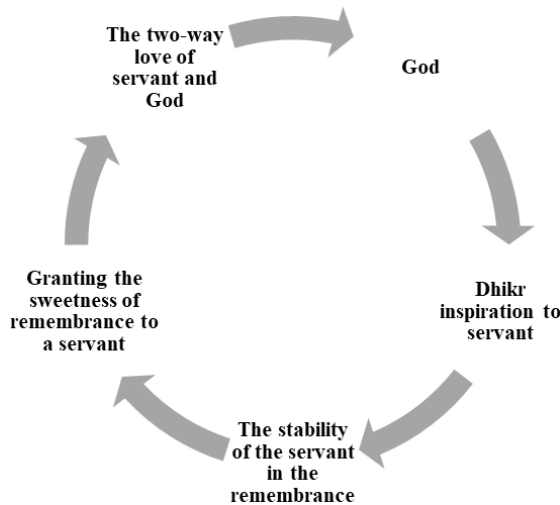 God
Dhikr
inspiration to
servant
The stability
of the servant
in the
remembrance
Granting the
sweetness of
remembrance to
a servant
The two-way
love of
servant and
God